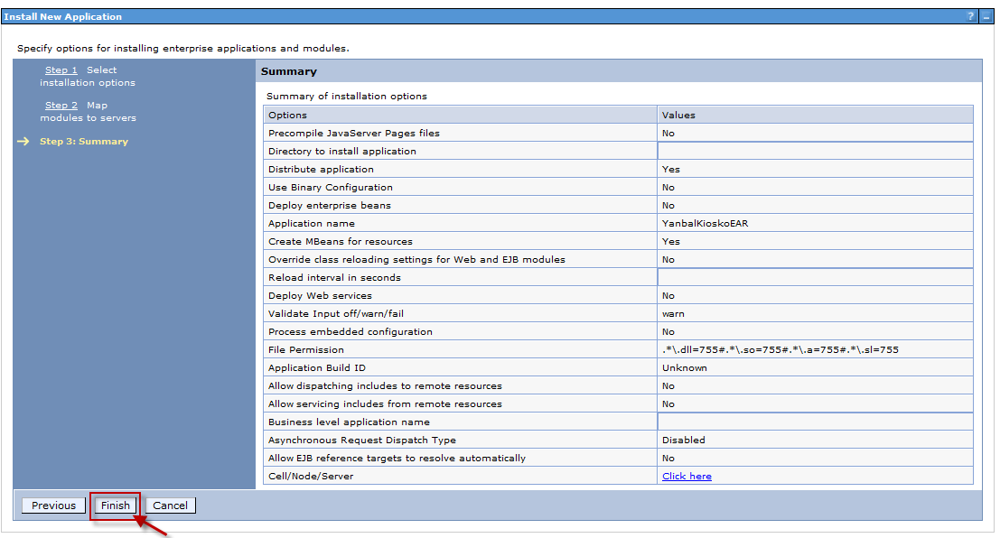 Install New Application ? –
Specify options for installing enterprise applications and modules.
Step 1 Select
installation options
Step 2 Map
modules to servers
Step 3: Summary
Summary
Summary of installation options
Options Values
Precompile JavaServer Pages files No
Directory to install application
Distribute application Yes
Use Binary Configuration No
Deploy enterprise beans No
Application name YanbalKioskoEAR
Create MBeans for resources Yes
Override class reloading settings for Web and EJB modules No
Reload interval in seconds
Deploy Web services No
Validate Input off/warn/fail warn
Process embedded configuration No
File Permission .*\.dll=755#.*\.so=755#.*\.a=755#.*\.sl=755
Application Build ID Unknown
Allow dispatching includes to remote resources No
Allow servicing includes from remote resources No
Business level application name
Asynchronous Request Dispatch Type Disabled
Allow EJB reference targets to resolve automatically No
Cell/Node/Server Click here
Previous Finish Cancel